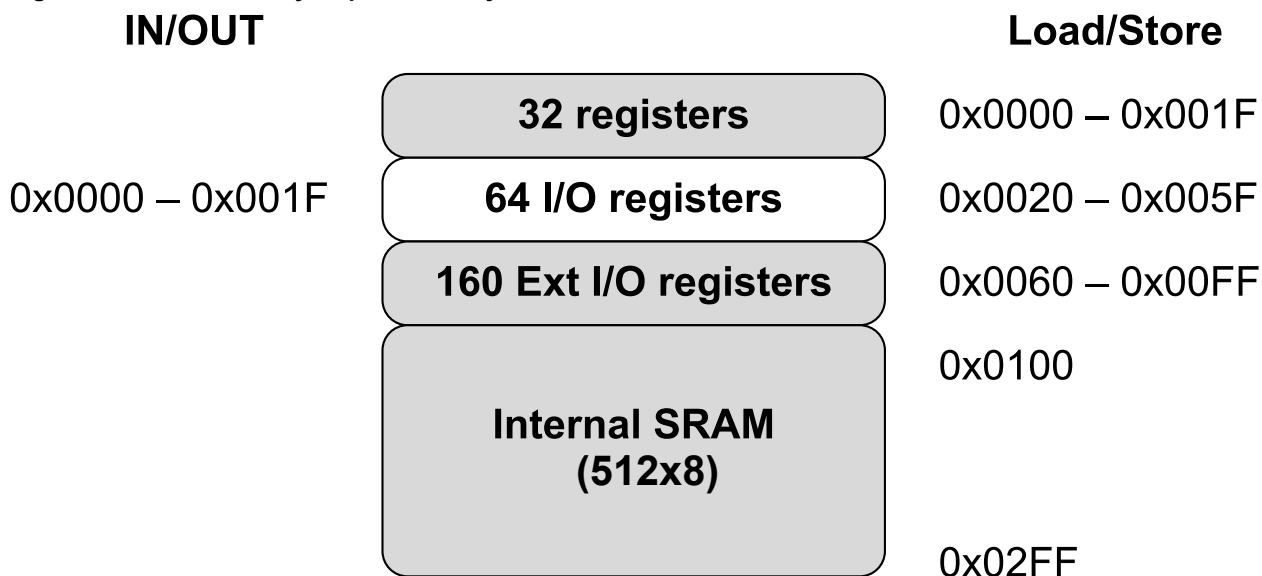 IN/OUT Load/Store
32 registers 0x0000 – 0x001F
0x0000 – 0x001F 64 I/O registers 0x0020 – 0x005F
160 Ext I/O registers 0x0060 – 0x00FF
0x0100
Internal SRAM
(512x8)
0x02FF